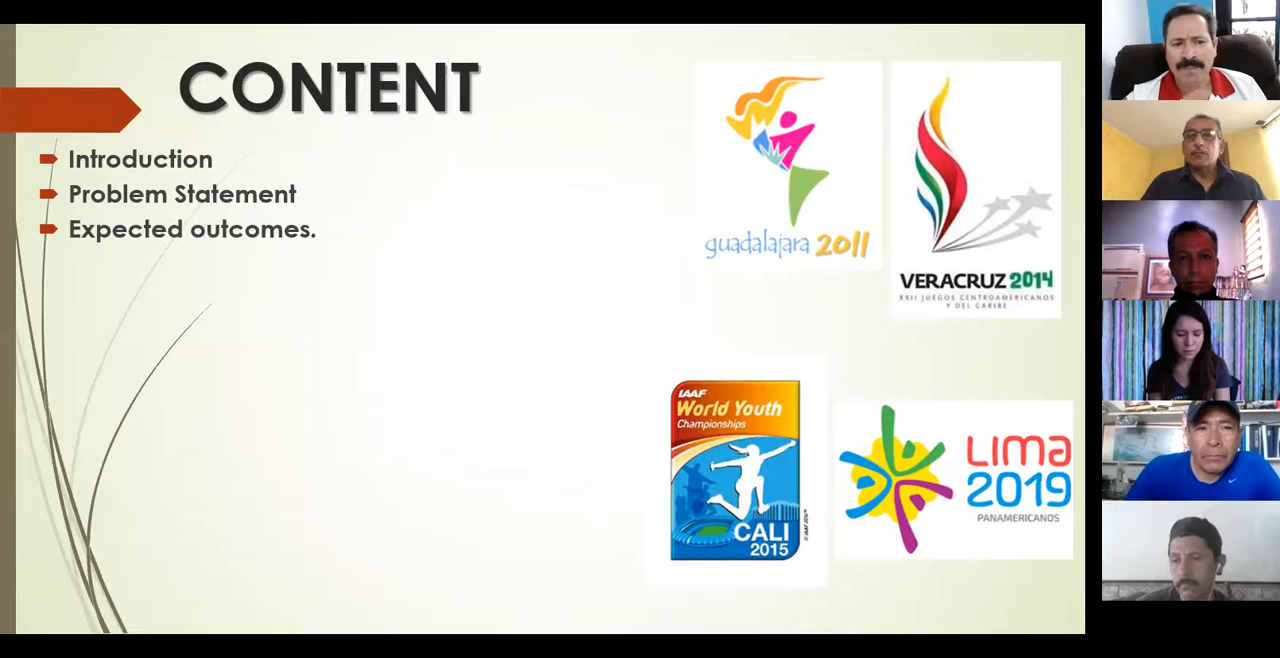 CONTENT
Introduction
Problem Statement
Expected outcomes.
guadalajara 2011
VERACRUZ 2014
XXII JUEGOS CENTROAMERICANOS
Y DEL CARIBE
IAAF
World Youth
Championships
CALI
2015
LIMA
2019
PANAMERICANOS